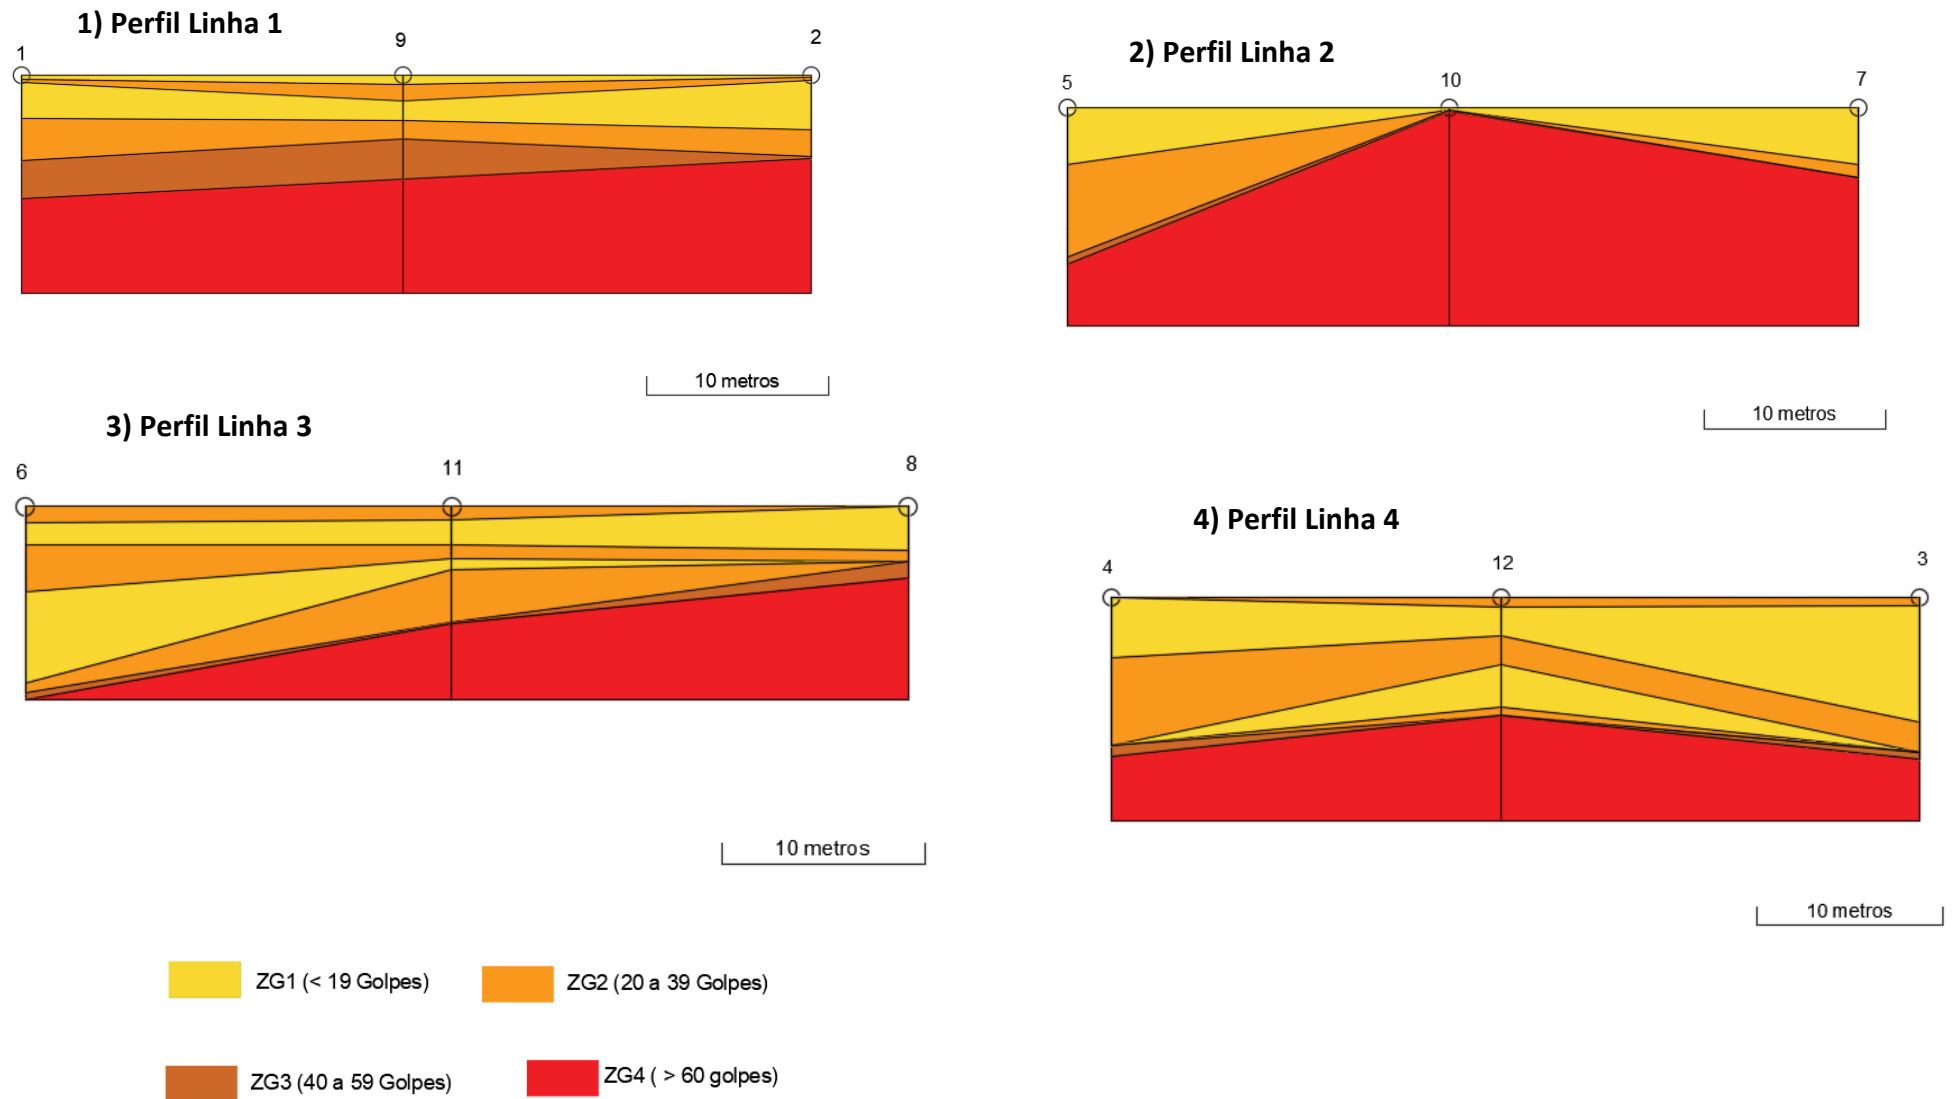 1) Perfil Linha 1
1
9
2
10 metros
2) Perfil Linha 2
5
10
7
10 metros
3) Perfil Linha 3
6
11
8
10 metros
4) Perfil Linha 4
4
12
3
10 metros
ZG1 (< 19 Golpes)
ZG2 (20 a 39 Golpes)
ZG3 (40 a 59 Golpes)
ZG4 ( > 60 golpes)